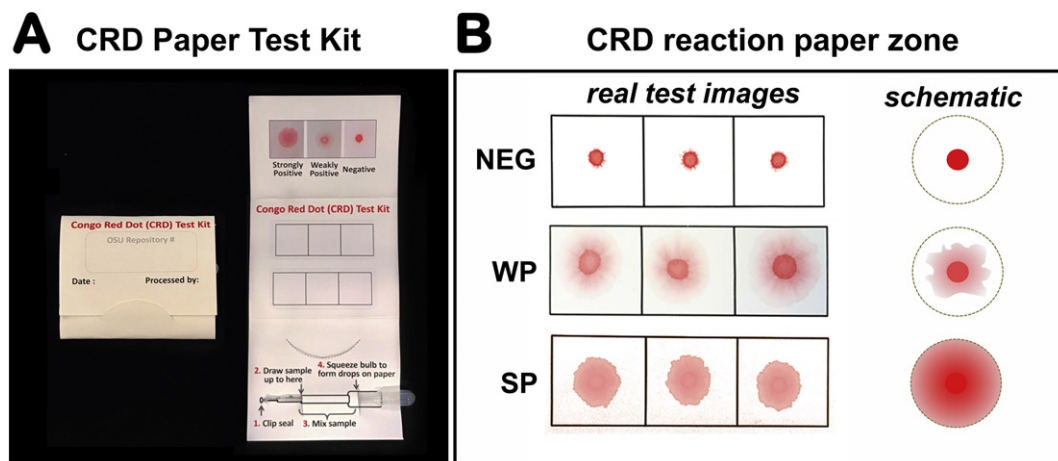 A CRD Paper Test Kit
Strongly Positive
Weakly Positive
Negative
Congo Red Dot (CRD) Test Kit
Congo Red Dot (CRD) Test Kit
OSU Repository #
Date :
Processed by:
2. Draw sample up to here
4. Squeeze bulb to form drops on paper
1. Clip seal
3. Mix sample
B CRD reaction paper zone
real test images
schematic
NEG
WP
SP